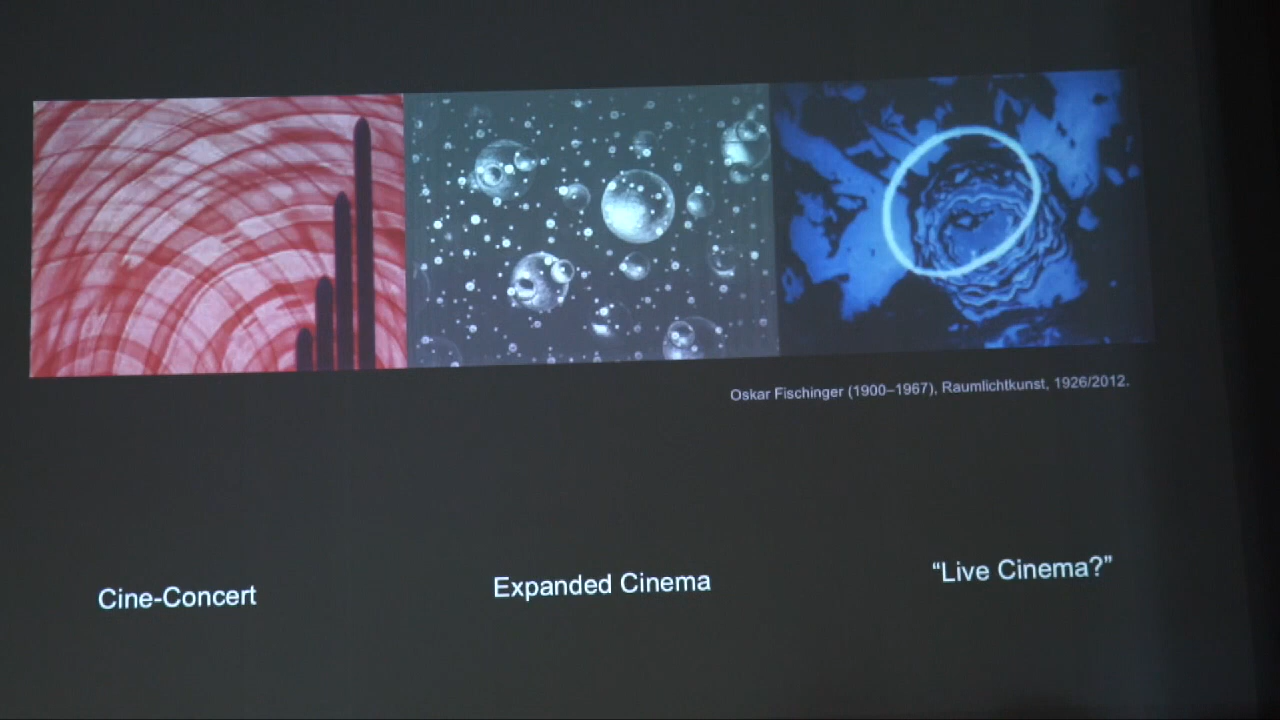 Oskar Fischinger (1900–1967), Raumlichtkunst, 1926/2012.
Cine-Concert
Expanded Cinema
“Live Cinema?”